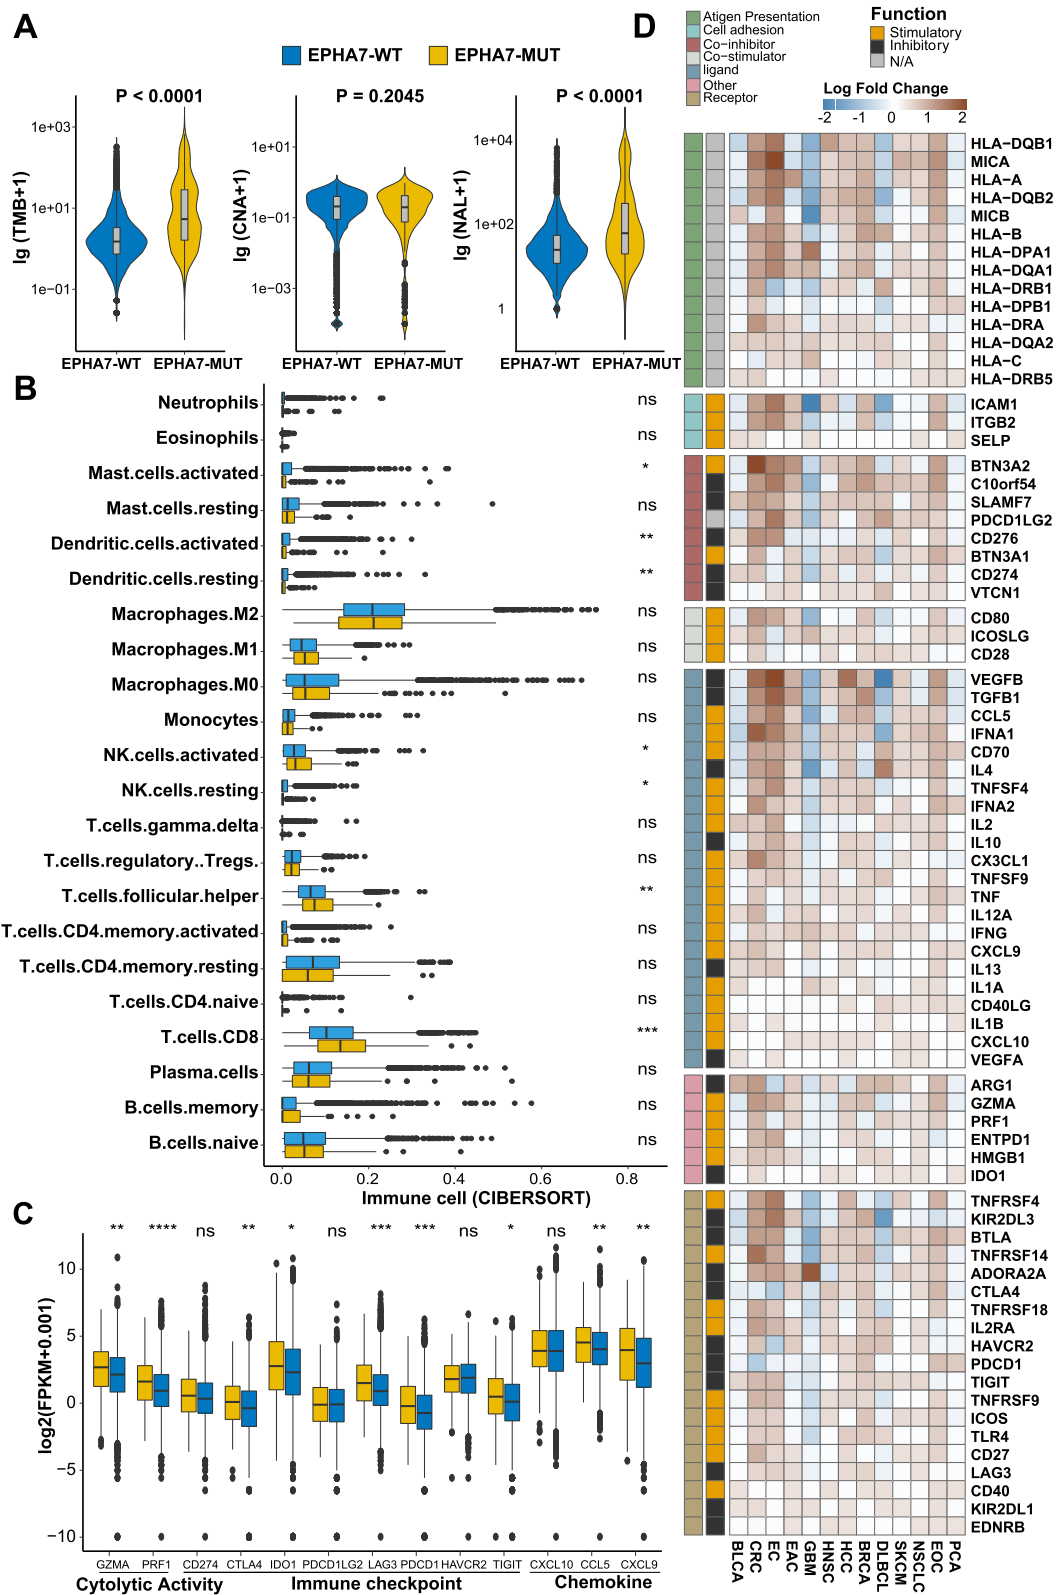 A
EPHA7-WT EPHA7-MUT
P < 0.0001 P = 0.2045 P < 0.0001
lg (TMB+1)
1e+03
1e+01
1e−01
EPHA7-WT EPHA7-MUT
lg (CNA+1)
1e+01
1e−01
1e−03
EPHA7-WT EPHA7-MUT
lg (NAL+1)
1e+04
1e+02
1
EPHA7-WT EPHA7-MUT
B
Neutrophils ns
Eosinophils ns
Mast.cells.activated *
Mast.cells.resting ns
Dendritic.cells.activated **
Dendritic.cells.resting **
Macrophages.M2 ns
Macrophages.M1 ns
Macrophages.M0 ns
Monocytes ns
NK.cells.activated *
NK.cells.resting *
T.cells.gamma.delta ns
T.cells.regulatory..Tregs. ns
T.cells.follicular.helper **
T.cells.CD4.memory.activated ns
T.cells.CD4.memory.resting ns
T.cells.CD4.naive ns
T.cells.CD8 ***
Plasma.cells ns
B.cells.memory ns
B.cells.naive ns
0.0 0.2 0.4 0.6 0.8
Immune cell (CIBERSORT)
C
** **** ns ** * ns *** *** ns * ns ** **
log2(FPKM+0.001)
10
5
0
−5
−10
GZMA PRF1 CD274 CTLA4 IDO1 PDCD1LG2 LAG3 PDCD1 HAVCR2 TIGIT CXCL10 CCL5 CXCL9
Cytolytic Activity Immune checkpoint Chemokine
D
Atigen Presentation
Cell adhesion
Co-inhibitor
Co-stimulator
ligand
Other
Receptor
Function
Stimulatory
Inhibitory
N/A
Log Fold Change
-2 -1 0 1 2
HLA−DQB1
MICA
HLA−A
HLA−DQB2
MICB
HLA−B
HLA−DPA1
HLA−DQA1
HLA−DRB1
HLA−DPB1
HLA−DRA
HLA−DQA2
HLA−C
HLA−DRB5
ICAM1
ITGB2
SELP
BTN3A2
C10orf54
SLAMF7
PDCD1LG2
CD276
BTN3A1
CD274
VTCN1
CD80
ICOSLG
CD28
VEGFB
TGFB1
CCL5
IFNA1
CD70
IL4
TNFSF4
IFNA2
IL2
IL10
CX3CL1
TNFSF9
TNF
IL12A
IFNG
CXCL9
IL13
IL1A
CD40LG
IL1B
CXCL10
VEGFA
ARG1
GZMA
PRF1
ENTPD1
HMGB1
IDO1
TNFRSF4
KIR2DL3
BTLA
TNFRSF14
ADORA2A
CTLA4
TNFRSF18
IL2RA
HAVCR2
PDCD1
TIGIT
TNFRSF9
ICOS
TLR4
CD27
LAG3
CD40
KIR2DL1
EDNRB
BLCA CRC EC EAC GBM HNSC HCC BRCA DLBCL SKCM NSCLC EOC PCA